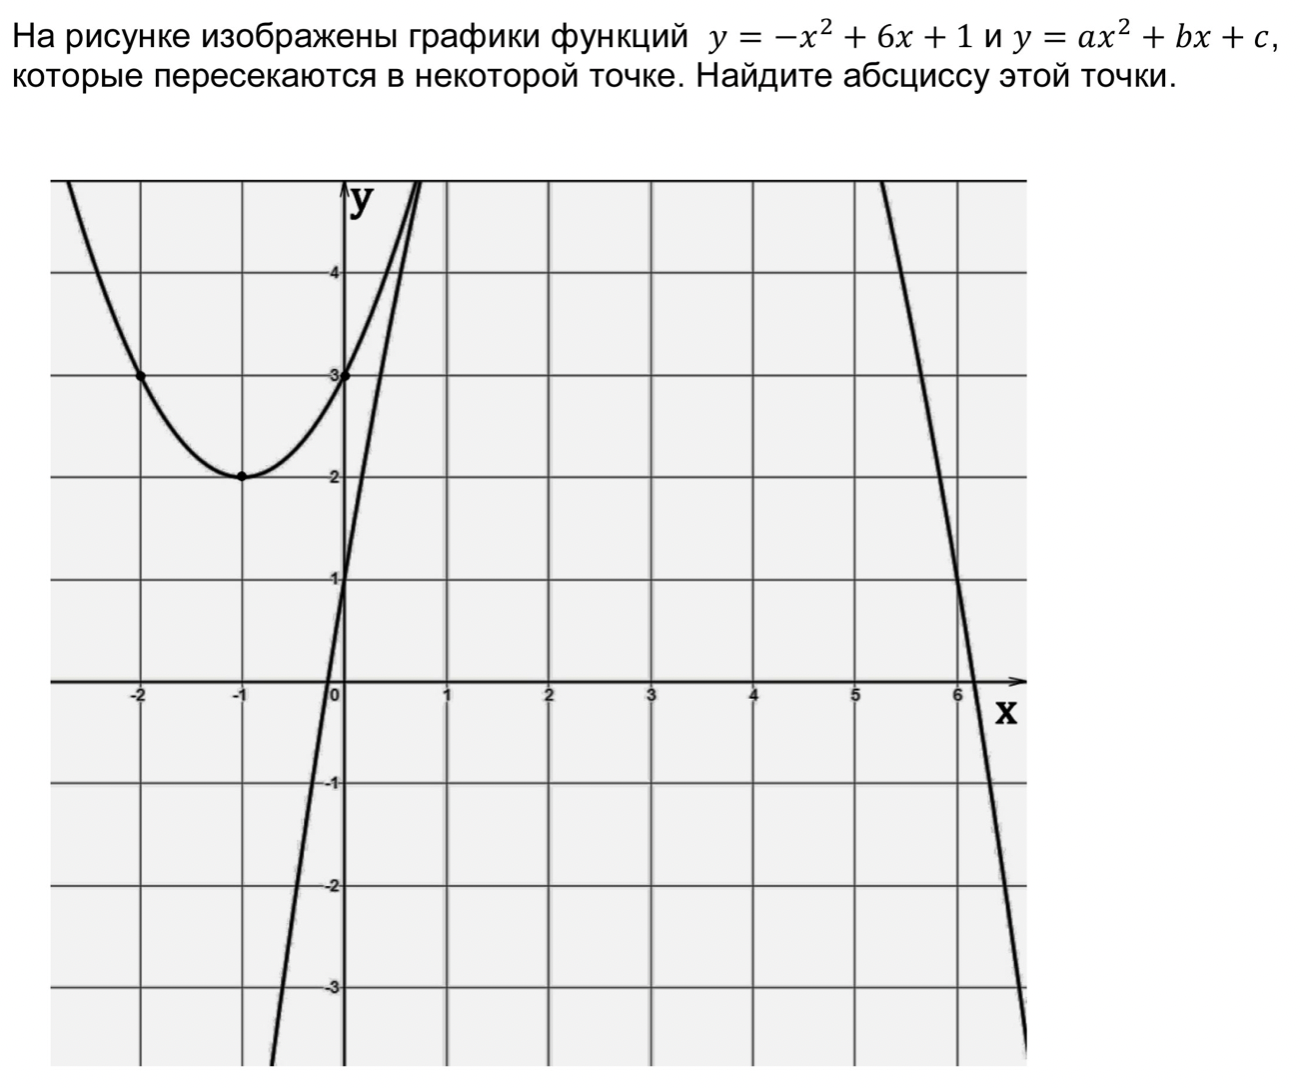 На рисунке изображены графики функций y = −x² + 6x + 1 и y = ax² + bx + c,
которые пересекаются в некоторой точке. Найдите абсциссу этой точки.
y
4
3
2
1
-2 -1 0 1 2 3 4 5 6
x
-1
-2
-3